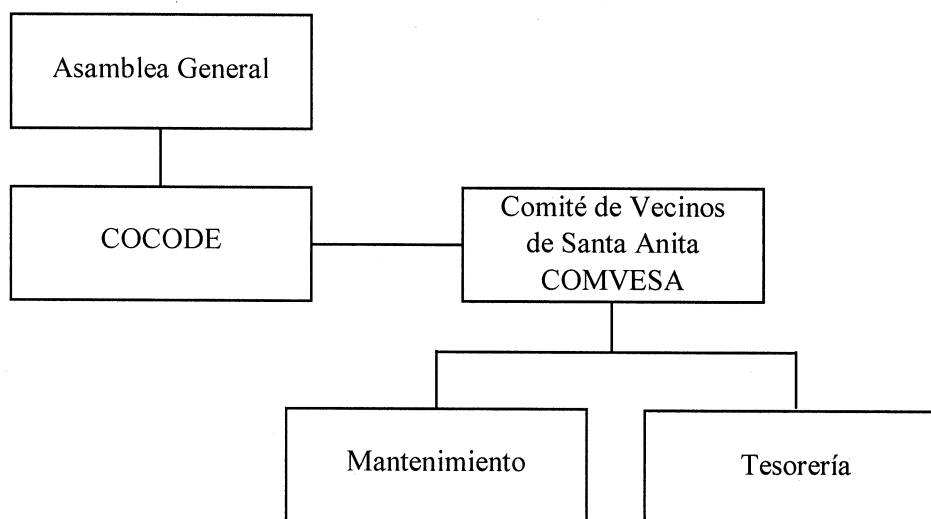 Asamblea General
COCODE
Comité de Vecinos
de Santa Anita
COMVESA
Mantenimiento
Tesorería